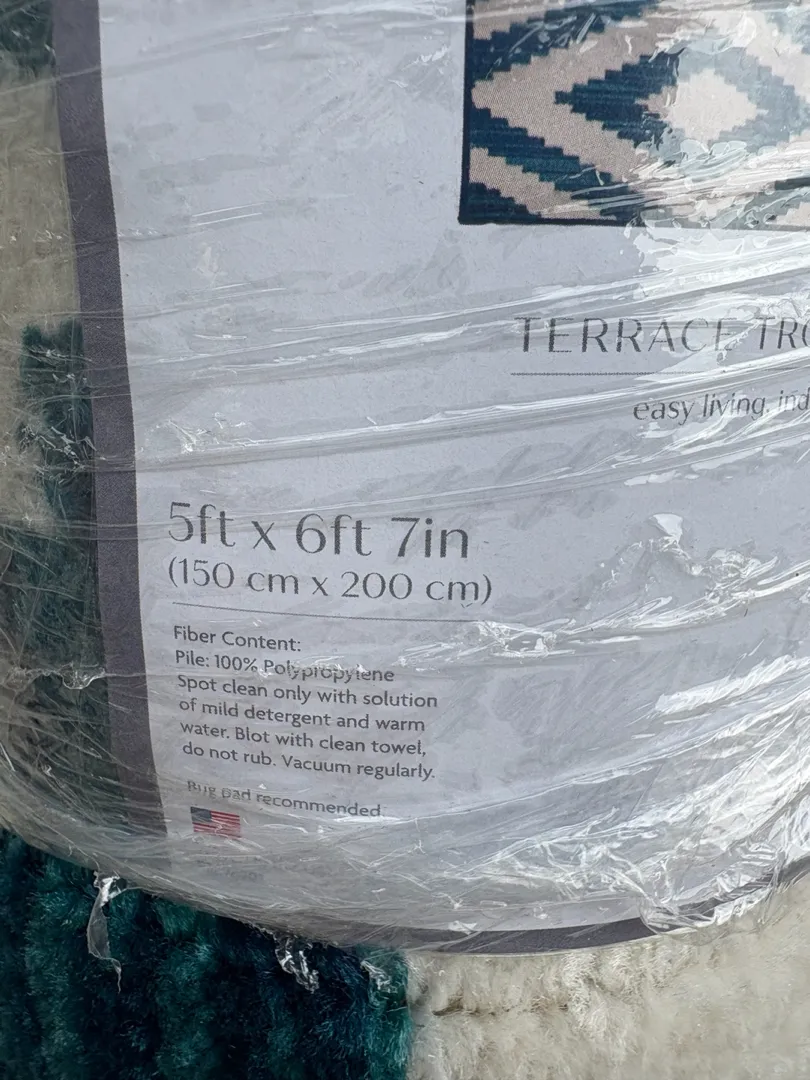 TERRACE TRO
easy living. ind
5ft x 6ft 7in
(150 cm x 200 cm)
Fiber Content:
Pile: 100% Polypropylene
Spot clean only with solution
of mild detergent and warm
water. Blot with clean towel,
do not rub. Vacuum regularly.
Rug pad recommended